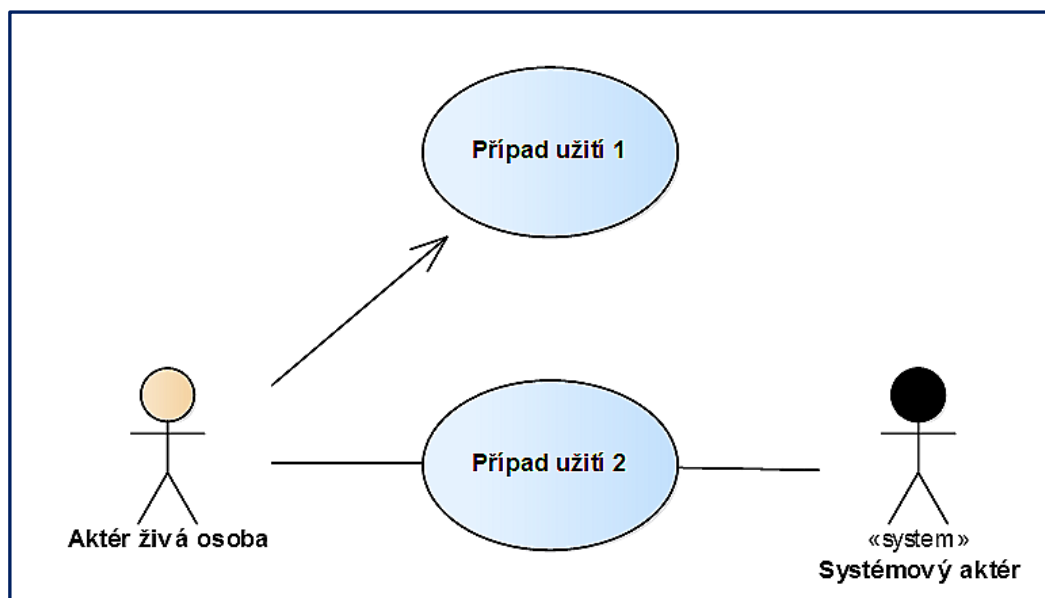 Případ užití 1
Případ užití 2
Aktér živá osoba
«system»
Systémový aktér